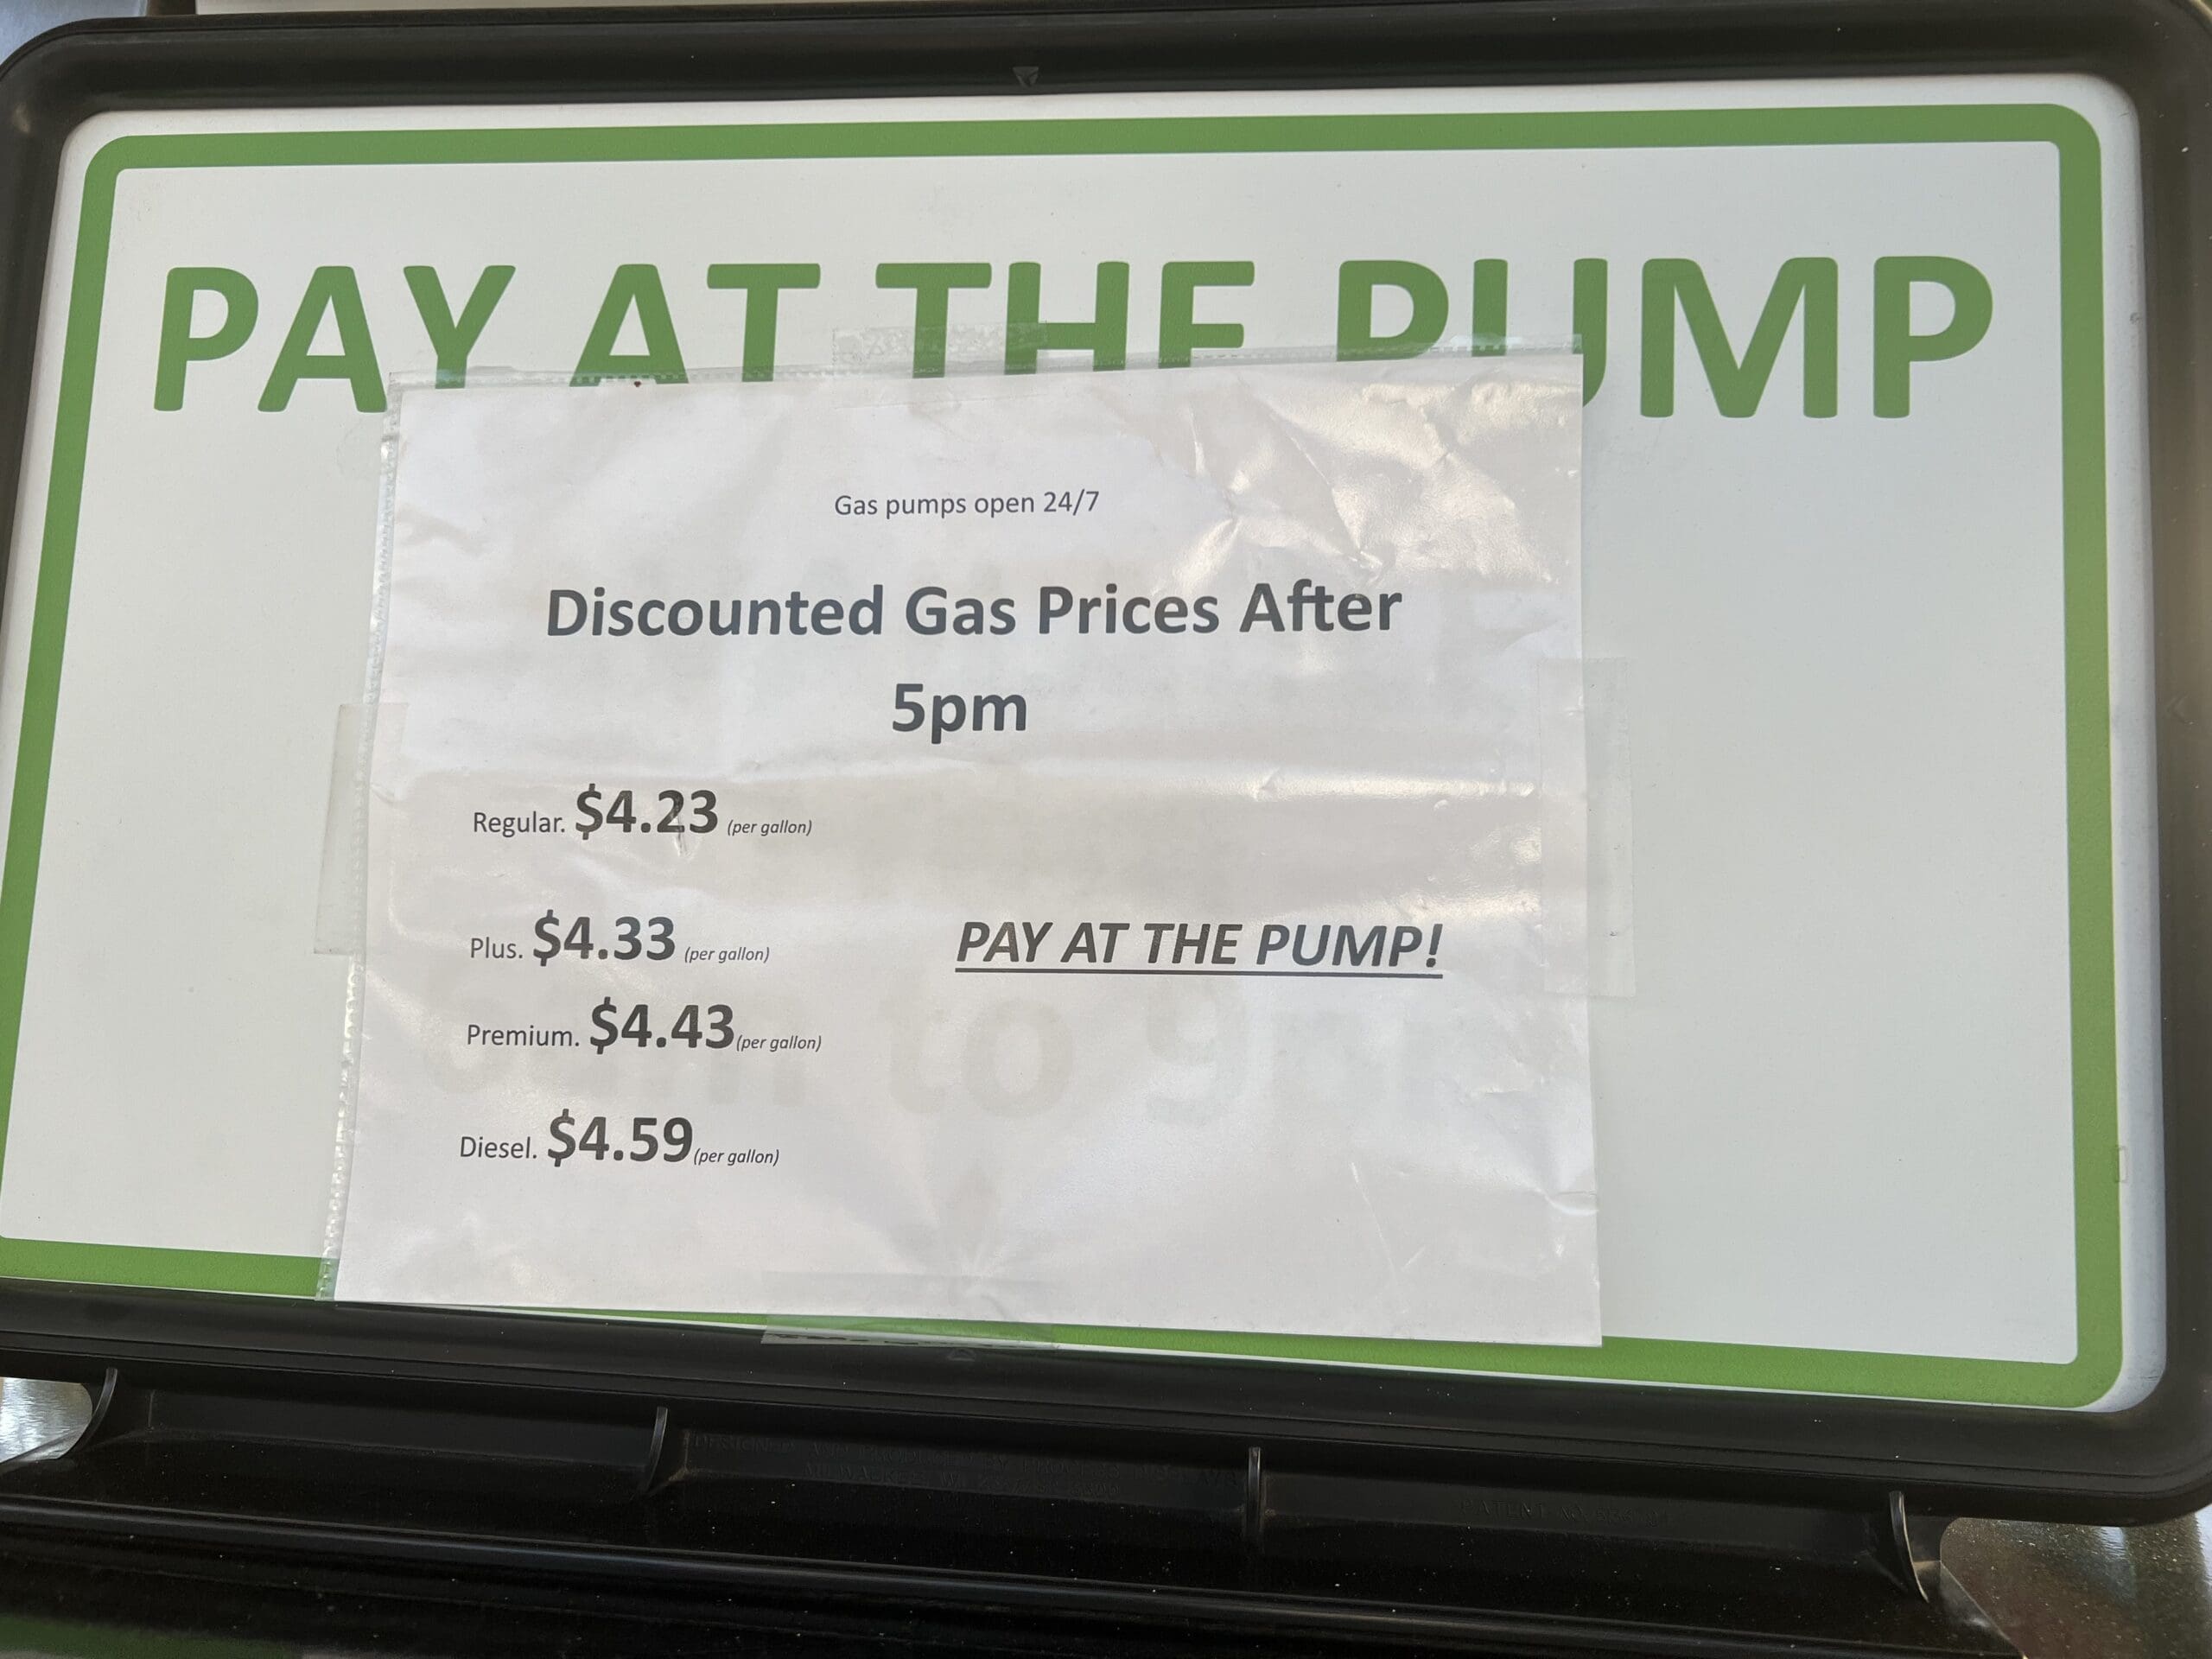 PAY AT THE PUMP
Gas pumps open 24/7
Discounted Gas Prices After
5pm
Regular. $4.23 (per gallon)
Plus. $4.33 (per gallon)
PAY AT THE PUMP!
Premium. $4.43 (per gallon)
Diesel. $4.59 (per gallon)
to